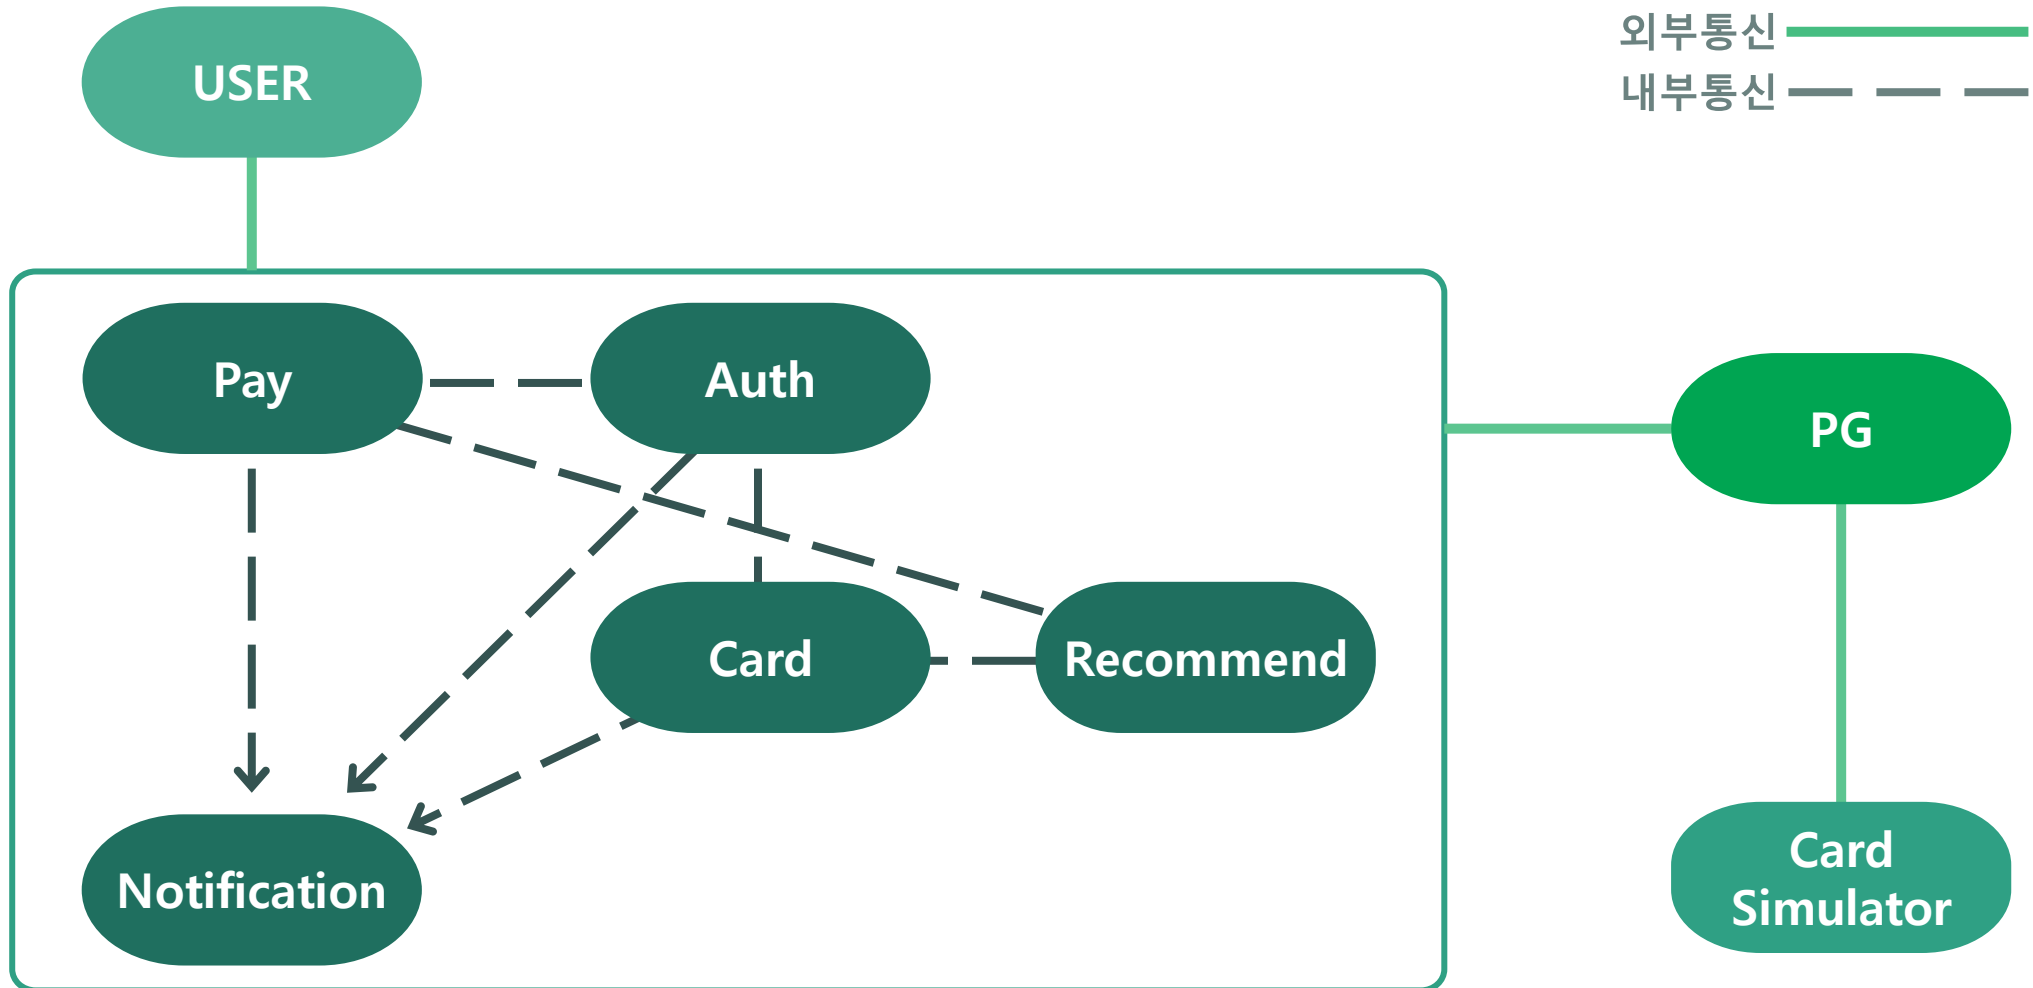 USER
외부통신
내부통신
Pay
Auth
PG
Card
Recommend
Notification
Card
Simulator